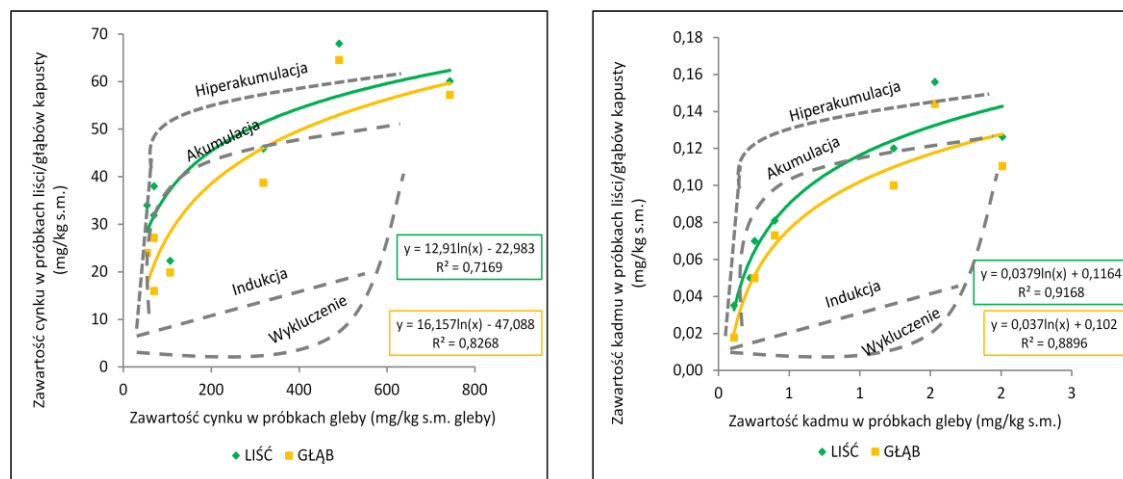 Zawartość cynku w próbkach liści/głąbów kapusty
(mg/kg s.m.)
70
60
50
40
30
20
10
0
Hiperakumulacja
Akumulacja
Indukcja
Wykluczenie
y = 12,91ln(x) - 22,983
R² = 0,7169
y = 16,157ln(x) - 47,088
R² = 0,8268
0 200 400 600 800
Zawartość cynku w próbkach gleby (mg/kg s.m. gleby)
LIŚĆ GŁĄB
Zawartość kadmu w próbkach liści/głąbów kapusty
(mg/kg s.m.)
0,18
0,16
0,14
0,12
0,10
0,08
0,06
0,04
0,02
0,00
Hiperakumulacja
Akumulacja
Indukcja
Wykluczenie
y = 0,0379ln(x) + 0,1164
R² = 0,9168
y = 0,037ln(x) + 0,102
R² = 0,8896
0 1 1 2 2 3
Zawartość kadmu w próbkach gleby (mg/kg s.m.)
LIŚĆ GŁĄB